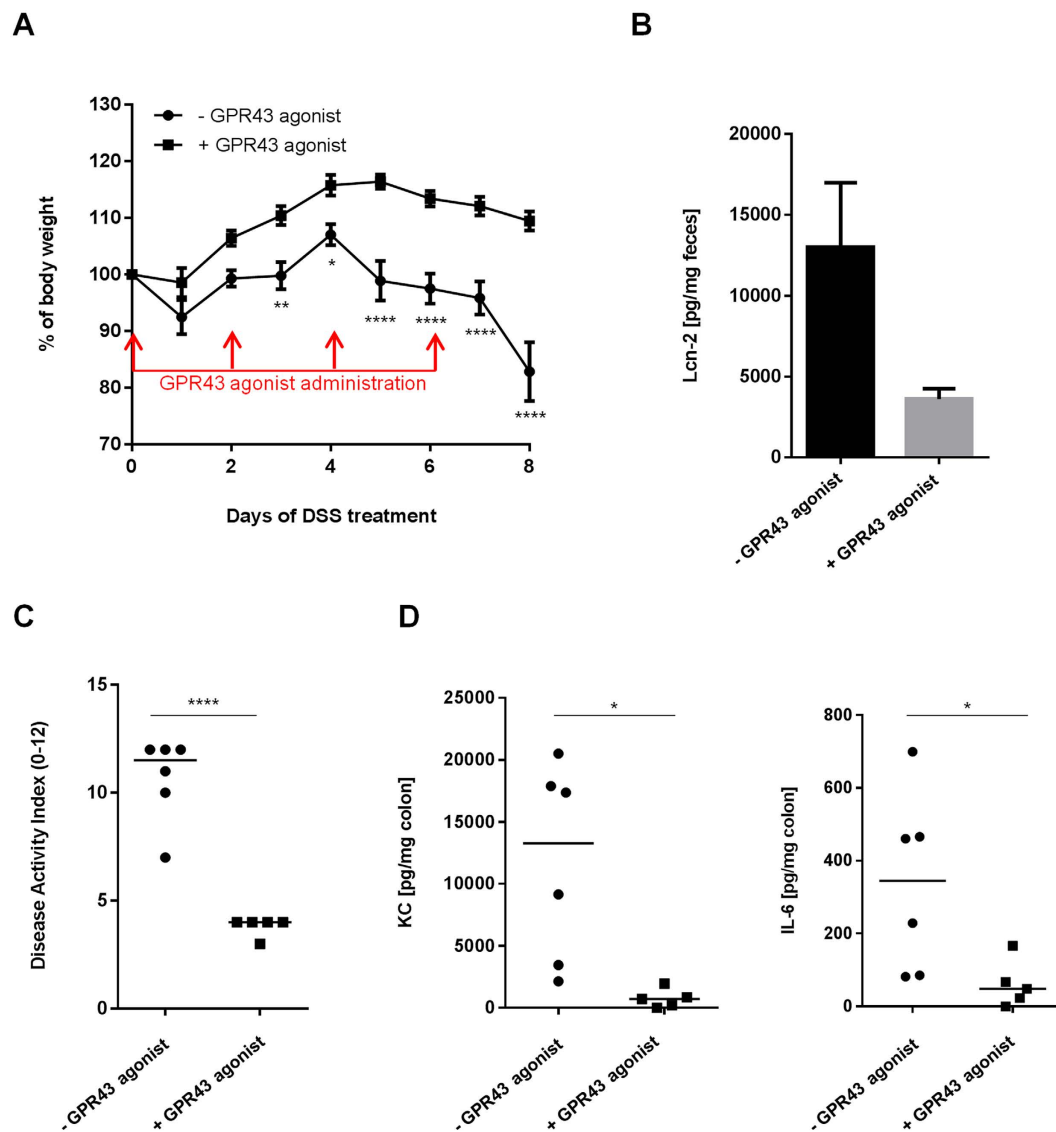 A
130
120
110
100
90
80
70
% of body weight
- GPR43 agonist
+ GPR43 agonist
*
**
****
****
****
****
GPR43 agonist administration
0
2
4
6
8
Days of DSS treatment
B
20000
15000
10000
5000
0
Lcn-2 [pg/mg feces]
- GPR43 agonist
+ GPR43 agonist
C
15
10
5
0
Disease Activity Index (0-12)
****
- GPR43 agonist
+ GPR43 agonist
D
25000
20000
15000
10000
5000
0
KC [pg/mg colon]
*
- GPR43 agonist
+ GPR43 agonist
800
600
400
200
0
IL-6 [pg/mg colon]
*
- GPR43 agonist
+ GPR43 agonist